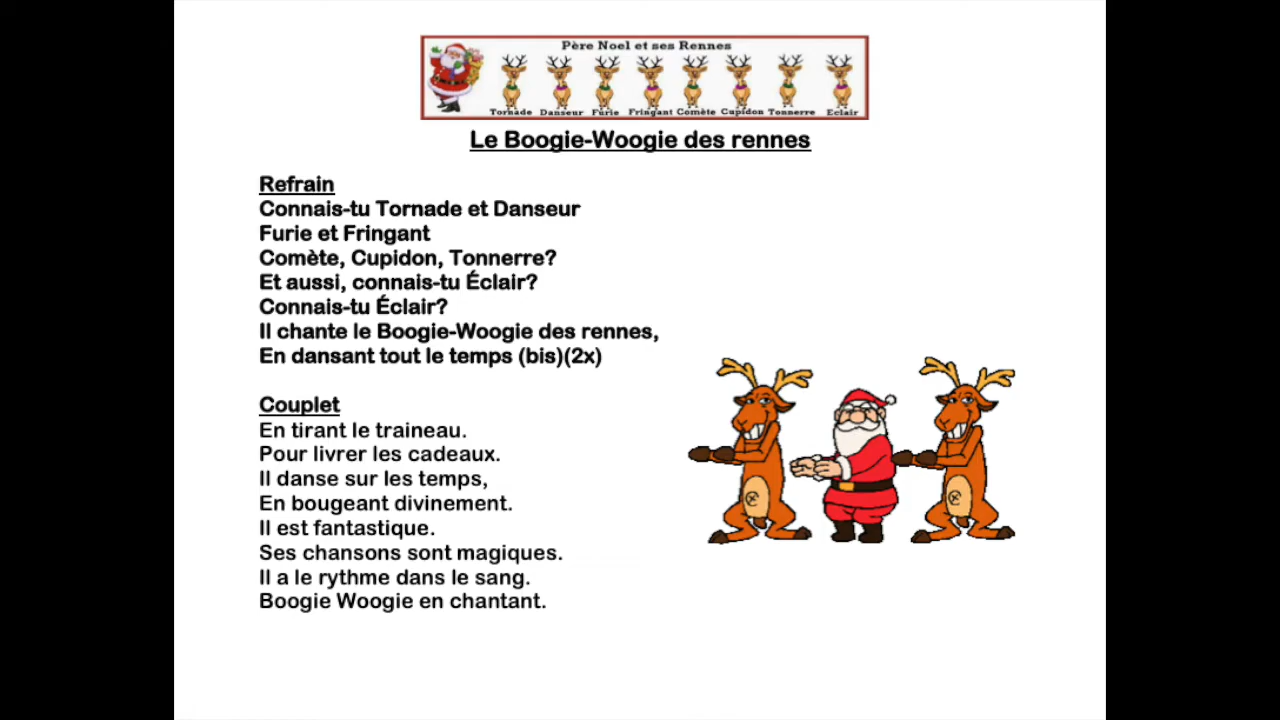 Père Noel et ses Rennes
Tornade Danseur Furie Fringant Comète Cupidon Tonnerre Eclair
Le Boogie-Woogie des rennes
Refrain
Connais-tu Tornade et Danseur
Furie et Fringant
Comète, Cupidon, Tonnerre?
Et aussi, connais-tu Éclair?
Connais-tu Éclair?
Il chante le Boogie-Woogie des rennes,
En dansant tout le temps (bis)(2x)
Couplet
En tirant le traineau.
Pour livrer les cadeaux.
Il danse sur les temps,
En bougeant divinement.
Il est fantastique.
Ses chansons sont magiques.
Il a le rythme dans le sang.
Boogie Woogie en chantant.